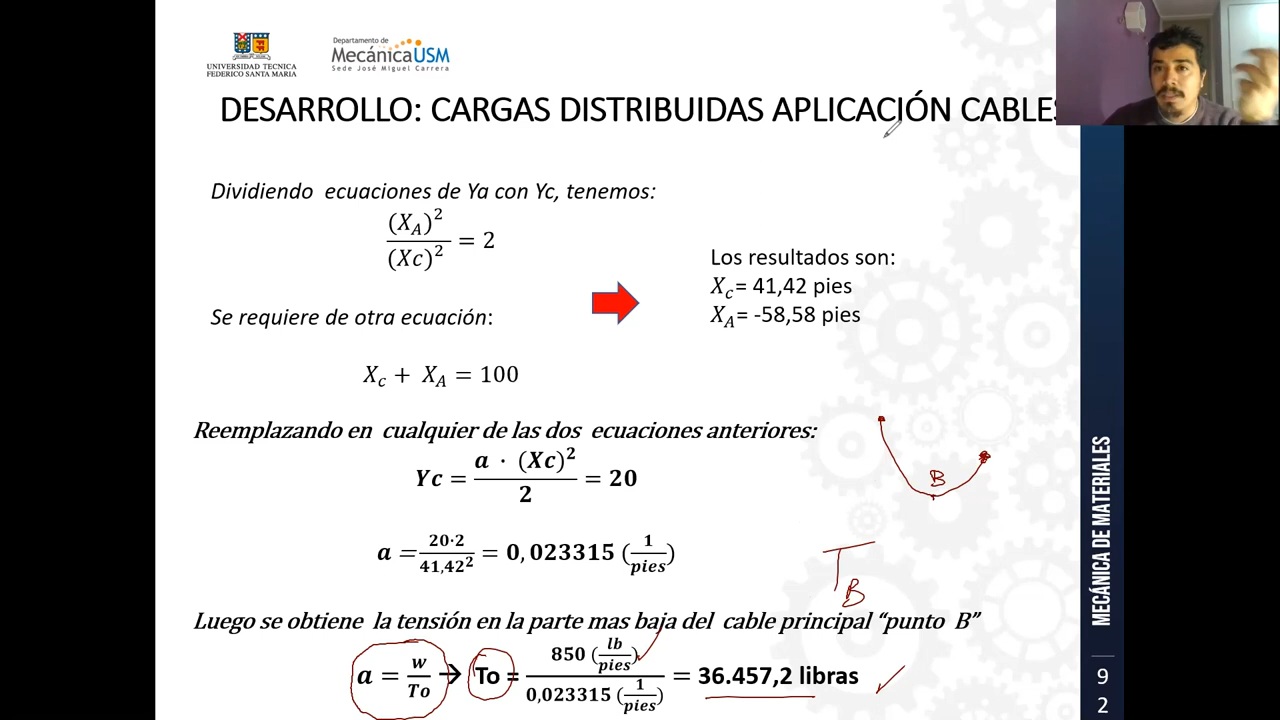 UNIVERSIDAD TECNICA
FEDERICO SANTA MARIA
Departamento de
MecánicaUSM
Sede José Miguel Carrera
DESARROLLO: CARGAS DISTRIBUIDAS APLICACIÓN CABLES
Dividiendo ecuaciones de Ya con Yc, tenemos:
(X_A)^2 / (Xc)^2 = 2
Los resultados son:
X_c= 41,42 pies
X_A= -58,58 pies
Se requiere de otra ecuación:
X_c + X_A = 100
Reemplazando en cualquier de las dos ecuaciones anteriores:
Yc = a · (Xc)^2 / 2 = 20
B
a = 20·2 / 41,42^2 = 0,023315 (1/pies)
T_B
Luego se obtiene la tensión en la parte mas baja del cable principal “punto B”
a = w/To → To = 850 (lb/pies) / 0,023315 (1/pies) = 36.457,2 libras
MECÁNICA DE MATERIALES
9
2